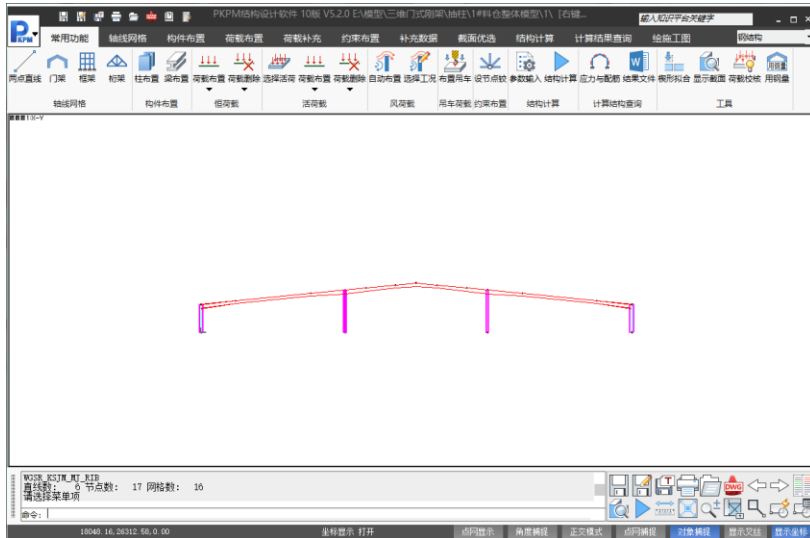 PKPM结构设计软件 10版 V5.2.0 E:\模型\三维门式刚架\抽柱\1#料仓整体模型\1\ [右键...
输入知识平台关键字
PKPM
常用功能 轴线网格 构件布置 荷载布置 荷载补充 约束布置 补充数据 截面优选 结构计算 计算结果查询 绘施工图 钢结构
两点直线 门架 框架 桁架 柱布置 梁布置 荷载布置 荷载删除 选择活荷 荷载布置 荷载删除 自动布置 选择工况 布置吊车 设节点铰 参数输入 结构计算 应力与配筋 结果文件 楔形拟合 显示截面 荷载校核 用钢量
轴线网格 构件布置 恒荷载 活荷载 风荷载 吊车荷载 约束布置 结构计算 计算结构查询 工具
WGSR_KSJM_MJ_RIB
直线数: 6 节点数: 17 网格数: 16
请选择菜单项
命令:
DWG
18048.16,26312.58,0.00 坐标显示 打开 点网显示 角度捕捉 正交模式 点网捕捉 对象捕捉 显示叉丝 显示坐标